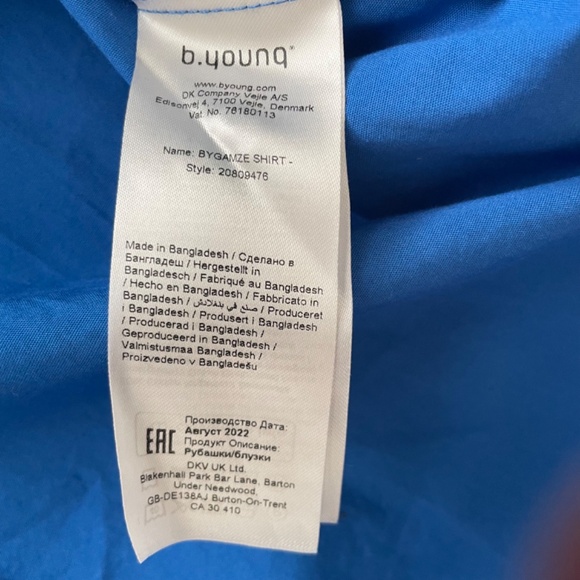 b.young
www.byoung.com
DK Company Vejle A/S
Edisonvej 4, 7100 Vejle, Denmark
Vat. No. 76180113
Name: BYGAMZE SHIRT -
Style: 20809476
Made in Bangladesh / Сделано в
Бангладеш / Hergestellt in
Bangladesch / Fabriqué au Bangladesh
/ Hecho en Bangladesh / Fabbricato in
Bangladesh / صنع في بنغلادش / Produceret
i Bangladesh / Produsert i Bangladesh
/ Producerad i Bangladesh /
Geproduceerd in Bangladesh /
Valmistusmaa Bangladesh /
Proizvedeno v Bangladešu
EAC
Производство Дата:
Август 2022
Продукт Описание:
Рубашки/блузки
DKV UK Ltd.
Blakenhall Park Bar Lane, Barton
Under Needwood,
GB-DE138AJ Burton-On-Trent
CA 30 410